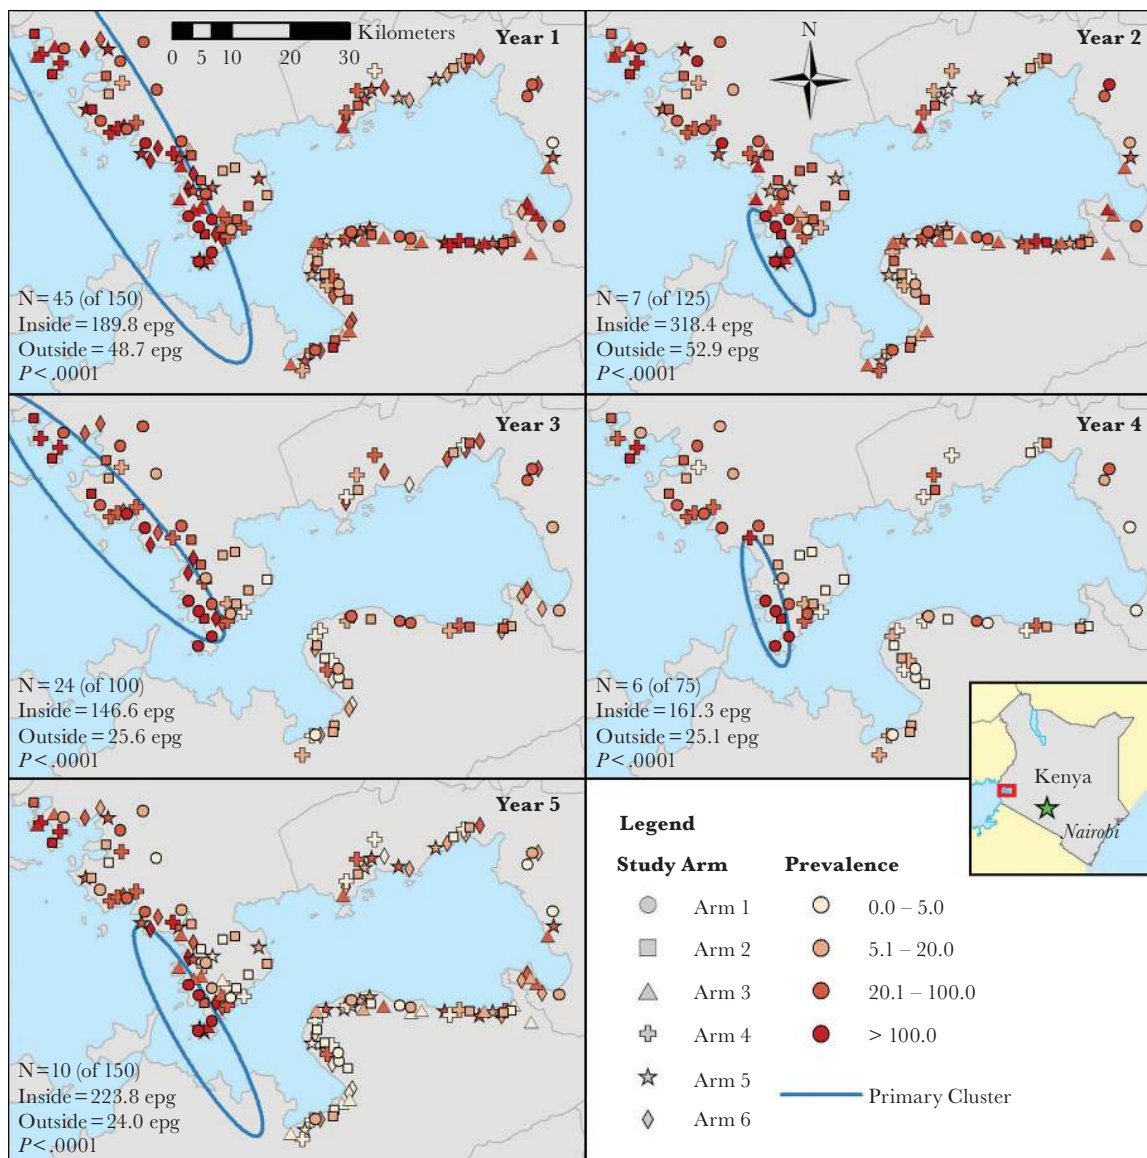 Kilometers
0 5 10 20 30
Year 1
N = 45 (of 150)
Inside = 189.8 epg
Outside = 48.7 epg
P < .0001
N
Year 2
N = 7 (of 125)
Inside = 318.4 epg
Outside = 52.9 epg
P < .0001
Year 3
N = 24 (of 100)
Inside = 146.6 epg
Outside = 25.6 epg
P < .0001
Year 4
N = 6 (of 75)
Inside = 161.3 epg
Outside = 25.1 epg
P < .0001
Kenya
Nairobi
Year 5
N = 10 (of 150)
Inside = 223.8 epg
Outside = 24.0 epg
P < .0001
Legend
Study Arm Prevalence
Arm 1 0.0 – 5.0
Arm 2 5.1 – 20.0
Arm 3 20.1 – 100.0
Arm 4 > 100.0
Arm 5
Primary Cluster
Arm 6